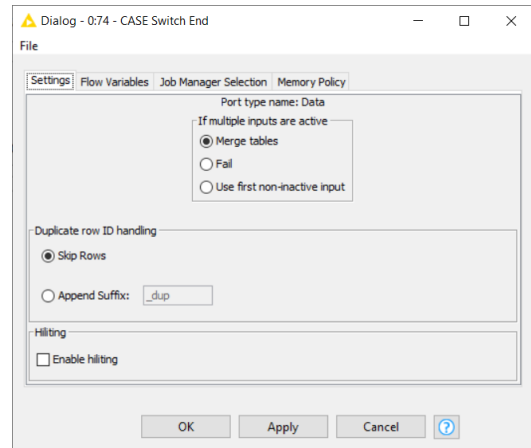 Dialog - 0:74 - CASE Switch End
File
Settings Flow Variables Job Manager Selection Memory Policy
Port type name: Data
If multiple inputs are active
Merge tables
Fail
Use first non-inactive input
Duplicate row ID handling
Skip Rows
Append Suffix: _dup
Hiliting
Enable hiliting
OK Apply Cancel ?